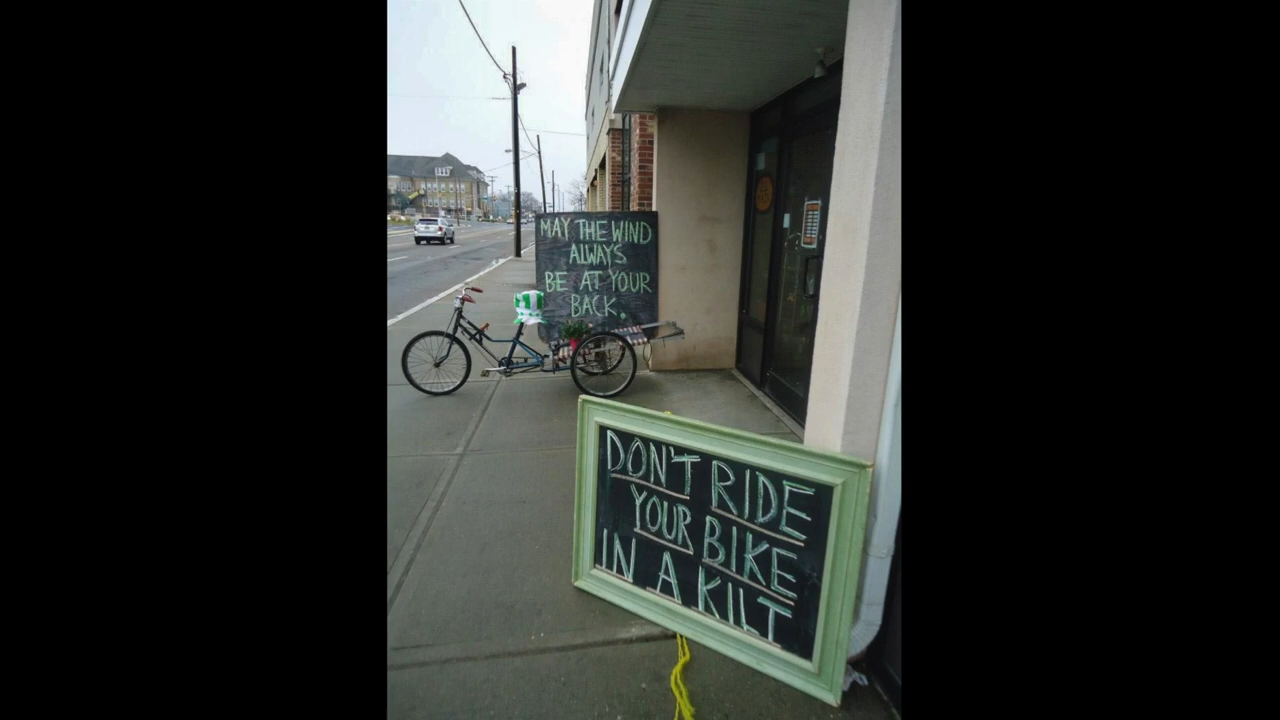 MAY THE WIND
ALWAYS
BE AT YOUR
BACK.
DON'T RIDE
YOUR BIKE
IN A KILT